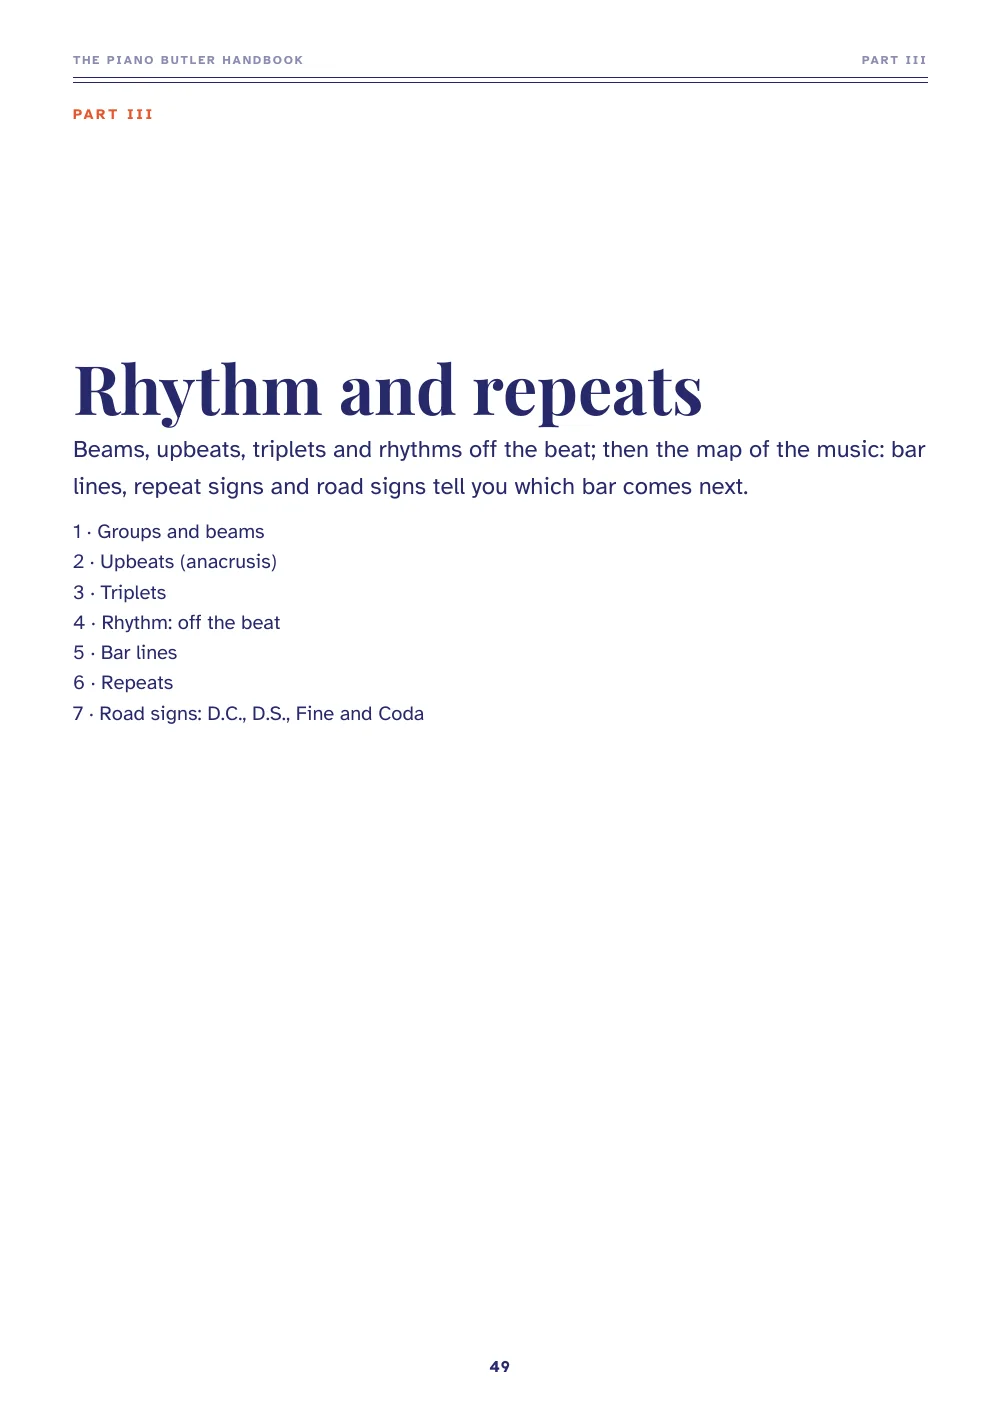 THE PIANO BUTLER HANDBOOK
PART III
PART III
Rhythm and repeats
Beams, upbeats, triplets and rhythms off the beat; then the map of the music: bar
lines, repeat signs and road signs tell you which bar comes next.
1 · Groups and beams
2 · Upbeats (anacrusis)
3 · Triplets
4 · Rhythm: off the beat
5 · Bar lines
6 · Repeats
7 · Road signs: D.C., D.S., Fine and Coda
49